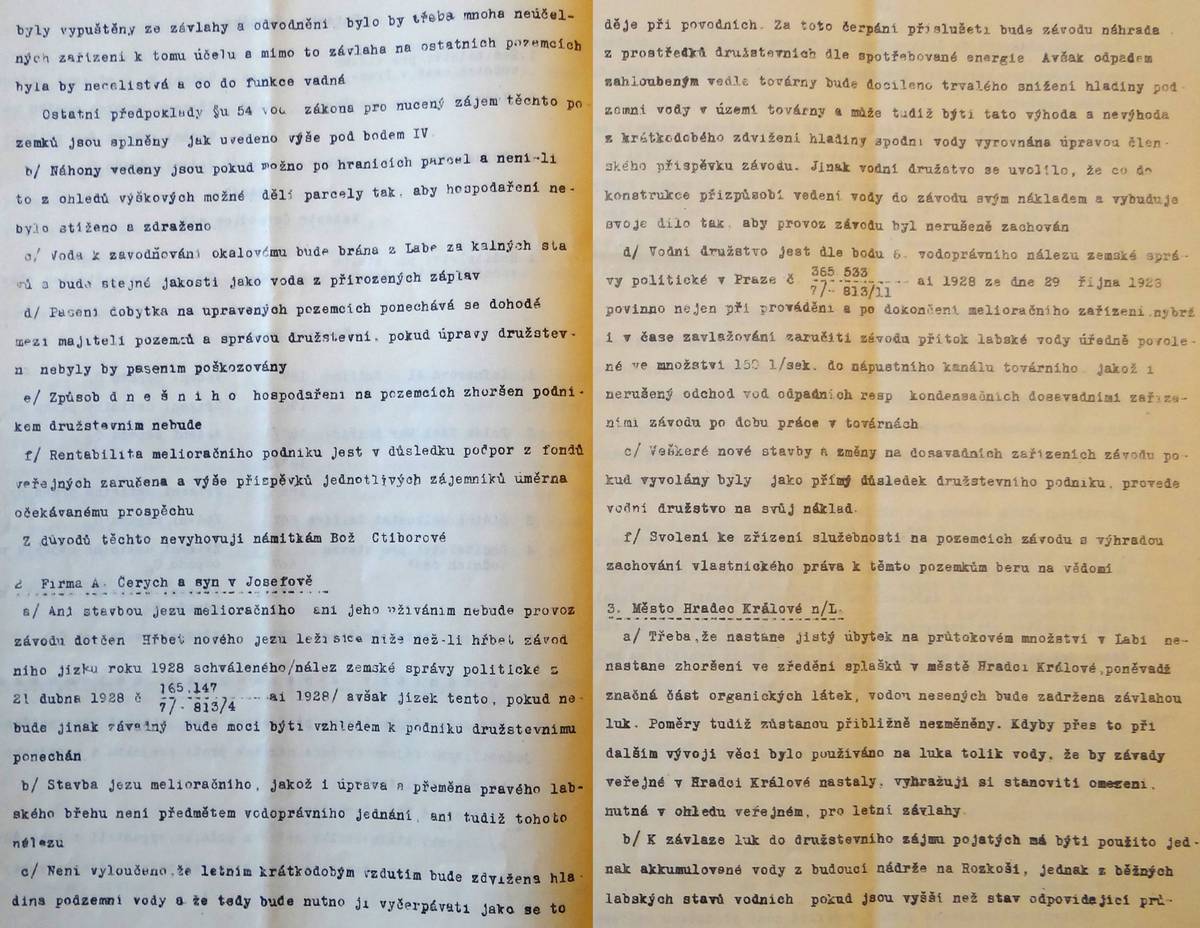 byly vypuštěny ze závlahy a odvodněni bylo by třeba mnoha neúčel-
ných zařízeni k tomu účelu a mimo to závlaha na ostatních pozemcích
byla by necelistvá a co do funkce vadná
Ostatní předpoklady §u 54 vod zákona pro nucený zájem těchto po-
zemků jsou splněny jak uvedeno výše pod bodem IV
b/ Náhony vedeny jsou pokud možno po hranicích parcel a není-li
to z ohledů výškových možné dělí parcely tak, aby hospodaření ne-
bylo stíženo a zdraženo
c/ Voda k zavodňování okalovému bude brána z Labe za kalných sta
vů a bude stejné jakosti jako voda z přirozených záplav
d/ Pasení dobytka na upravených pozemcích ponechává se dohodě
mezi majiteli pozemků a správou družstevní, pokud úpravy družstev-
n nebyly by pasením poškozovány
e/ Způsob d n e š n í h o hospodaření na pozemcích zhoršen podni-
kem družstevním nebude
f/ Rentabilita melioračního podniku jest v důsledku podpor z fondů
veřejných zaručena a výše příspěvků jednotlivých zájemníků úměrna
očekávanému prospěchu
Z důvodů těchto nevyhovuji námitkám Bož Ctiborové
2 Firma A. Čerych a syn v Josefově
a/ Ani stavbou jezu melioračního ani jeho užíváním nebude provoz
závodu dotčen Hřbet nového jezu leží sice níže než-li hřbet závod
ního jízku roku 1928 schváleného/nález zemské správy politické z
21 dubna 1928 č 165.147
7/- 813/4 ai 1928/ avšak jízek tento, pokud ne-
bude jinak závadný bude moci býti vzhledem k podniku družstevnímu
ponechán
b/ Stavba jezu melioračního, jakož i úprava a přeměna pravého lab-
ského břehu není předmětem vodoprávního jednání, ani tudíž tohoto
nálezu
c/ Není vyloučeno,že letním krátkodobým vzdutím bude zdvižena hla-
dina podzemní vody a že tedy bude nutno ji vyčerpávati jako se to
děje při povodních. Za toto čerpání příslušeti bude závodu náhrada
z prostředků družstevních dle spotřebované energie Avšak odpadem
zahloubeným vedle továrny bude docíleno trvalého snížení hladiny pod-
zemní vody v území továrny a může tudíž býti tato výhoda a nevýhoda
z krátkodobého zdvižení hladiny spodní vody vyrovnána úpravou člen-
ského příspěvku závodu. Jinak vodní družstvo se uvolilo, že co do
konstrukce přizpůsobí vedení vody do závodu svým nákladem a vybuduje
svoje dílo tak, aby provoz závodu byl nerušeně zachován
d/ Vodní družstvo jest dle bodu 6. vodoprávního nálezu zemské sprá-
vy politické v Praze č 365 533
7/- 813/11 ai 1928 ze dne 29 října 1928
povinno nejen při provádění a po dokončení melioračního zařízení,nybrž
i v čase zavlažování zaručiti závodu přítok labské vody úředně povole-
né ve množství 150 l/sek. do nápustního kanálu továrního jakož i
nerušený odchod vod odpadních resp kondensačních dosavadními zaříze-
ními závodu po dobu práce v továrnách
c/ Veškeré nové stavby a změny na dosavadních zařízeních závodu po-
kud vyvolány byly jako přímý důsledek družstevního podniku, provede
vodní družstvo na svůj náklad.
f/ Svolení ke zřízení služebnosti na pozemcích závodu s výhradou
zachování vlastnického práva k těmto pozemkům beru na vědomí
3. Město Hradec Králové n/L.
a/ Třeba,že nastane jistý úbytek na průtokovém množství v Labi ne-
nastane zhoršení ve zředění splašků v městě Hradci Králové,poněvadž
značná část organických látek, vodou nesených bude zadržena závlahou
luk. Poměry tudíž zůstanou přibližně nezměněny. Kdyby přes to při
dalším vývoji věcí bylo používáno na luka tolik vody, že by závady
veřejné v Hradci Králové nastaly, vyhražuji si stanoviti omezení,
nutná v ohledu veřejném, pro letní závlahy.
b/ K závlaze luk do družstevního zájmu pojatých má býti použito jed-
nak akkumulované vody z budoucí nádrže na Rozkoši, jednak z běžných
labských stavů vodních pokud jsou vyšší než stav odpovídající prů-